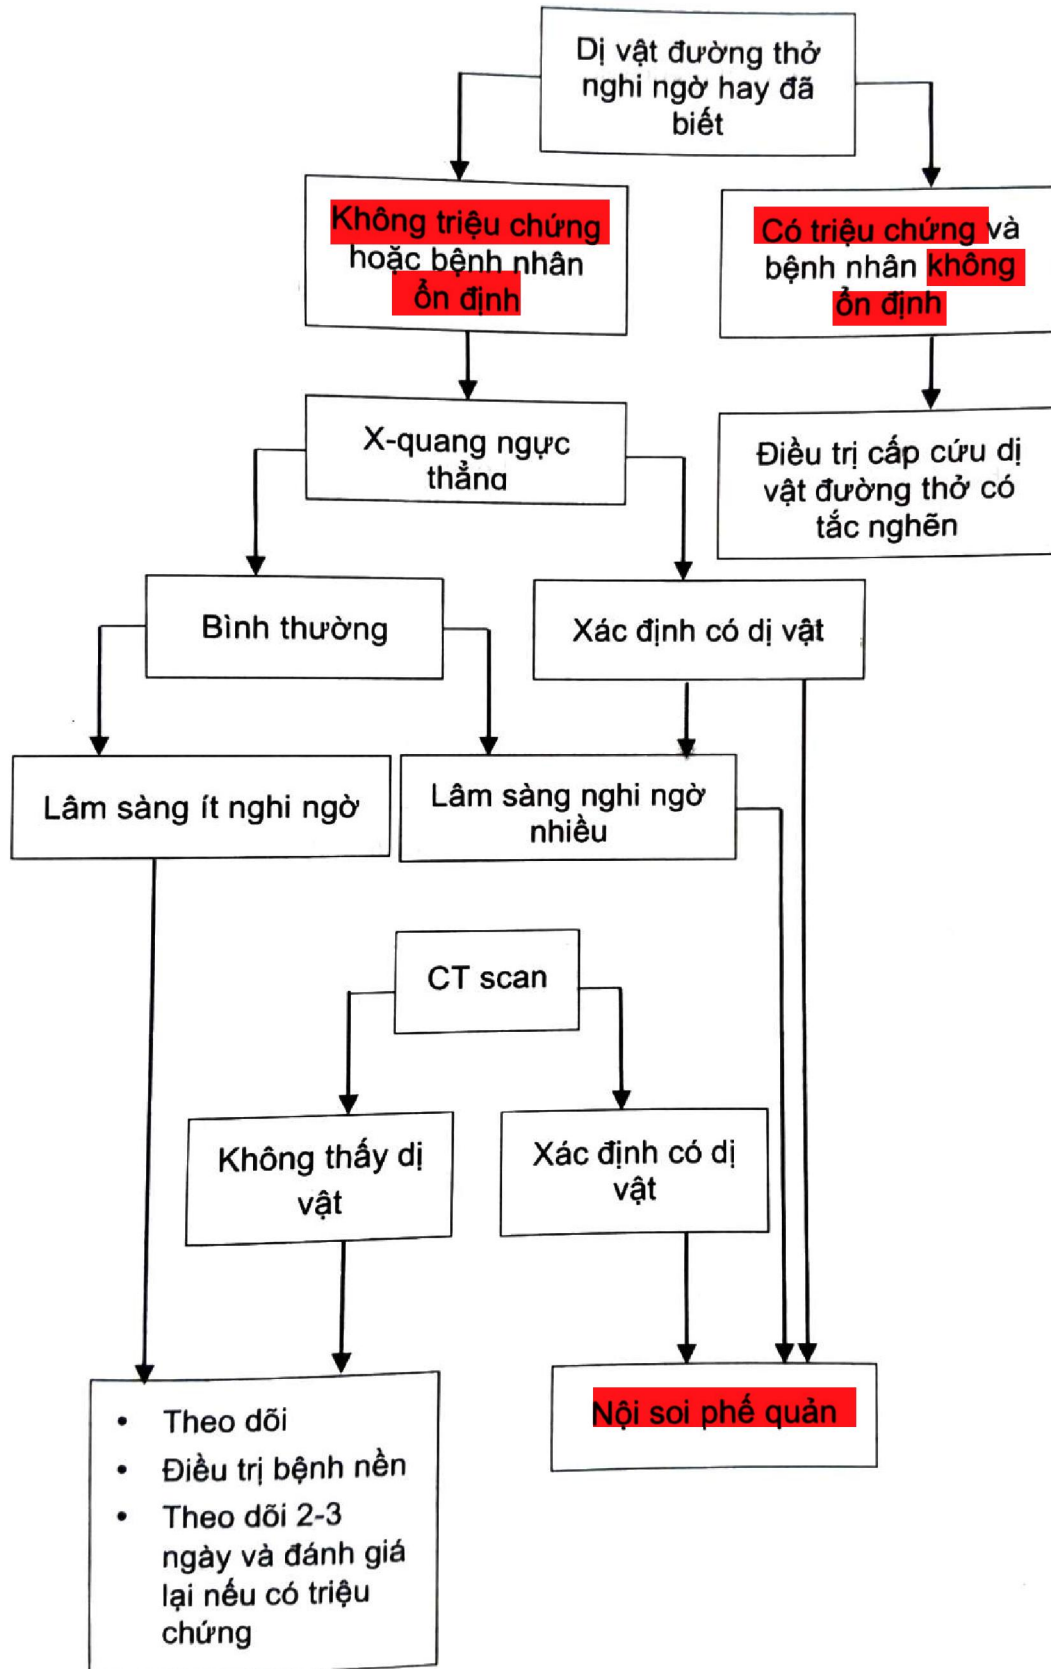 Dị vật đường thở
nghi ngờ hay đã
biết
Không triệu chứng
hoặc bệnh nhân
ổn định
Có triệu chứng và
bệnh nhân không
ổn định
X-quang ngực
thẳng
Điều trị cấp cứu dị
vật đường thở có
tắc nghẽn
Bình thường
Xác định có dị vật
Lâm sàng ít nghi ngờ
Lâm sàng nghi ngờ
nhiều
CT scan
Không thấy dị
vật
Xác định có dị
vật
• Theo dõi
• Điều trị bệnh nền
• Theo dõi 2-3
ngày và đánh giá
lại nếu có triệu
chứng
Nội soi phế quản